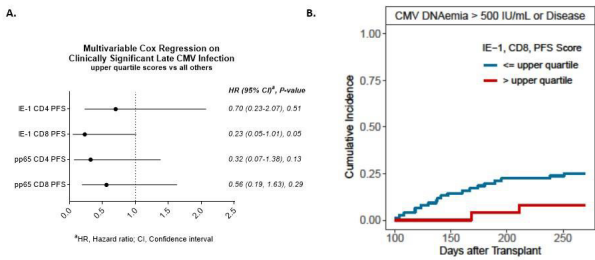 A.
Multivariable Cox Regression on
Clinically Significant Late CMV Infection
upper quartile scores vs all others
HR (95% CI)ª, P-value
IE-1 CD4 PFS 0.70 (0.23-2.07), 0.51
IE-1 CD8 PFS 0.23 (0.05-1.01), 0.05
pp65 CD4 PFS 0.32 (0.07-1.38), 0.13
pp65 CD8 PFS 0.56 (0.19, 1.63), 0.29
0.0 0.5 1.0 1.5 2.0 2.5
ªHR, Hazard ratio; CI, Confidence interval
B.
CMV DNAemia > 500 IU/mL or Disease
IE-1, CD8, PFS Score
<= upper quartile
> upper quartile
Cumulative Incidence
1.00
0.75
0.50
0.25
0.00
100 150 200 250
Days after Transplant